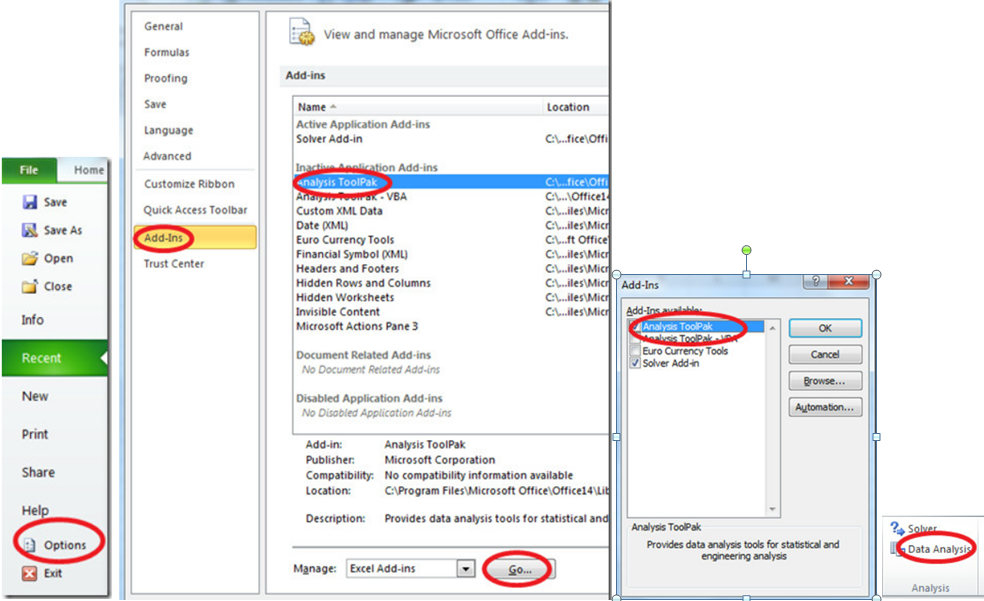 File Home
Save
Save As
Open
Close
Info
Recent
New
Print
Share
Help
Options
Exit
General
Formulas
Proofing
Save
Language
Advanced
Customize Ribbon
Quick Access Toolbar
Add-Ins
Trust Center
View and manage Microsoft Office Add-ins.
Add-ins
Name Location
Active Application Add-ins
Solver Add-in C:\...fice\Offi
Inactive Application Add-ins
Analysis ToolPak C:\...fice\Offi
Analysis ToolPak - VBA C:\...\Office14
Custom XML Data C:\...iles\Micr
Date (XML) C:\...iles\Micr
Euro Currency Tools C:\...ft Office
Financial Symbol (XML) C:\...iles\Micr
Headers and Footers C:\...iles\Micr
Hidden Rows and Columns C:\...iles\Micr
Hidden Worksheets C:\...iles\Micr
Invisible Content C:\...iles\Micr
Microsoft Actions Pane 3
Document Related Add-ins
No Document Related Add-ins
Disabled Application Add-ins
No Disabled Application Add-ins
Add-in: Analysis ToolPak
Publisher: Microsoft Corporation
Compatibility: No compatibility information available
Location: C:\Program Files\Microsoft Office\Office14\Lib
Description: Provides data analysis tools for statistical and
Manage: Excel Add-ins Go...
Add-Ins
Add-Ins available:
Analysis ToolPak
Analysis ToolPak - VBA
Euro Currency Tools
Solver Add-in
OK
Cancel
Browse...
Automation...
Analysis ToolPak
Provides data analysis tools for statistical and
engineering analysis
Solver
Data Analysis
Analysis